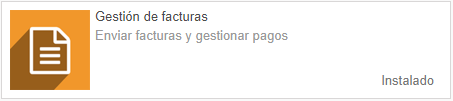 Gestión de facturas
Enviar facturas y gestionar pagos
Instalado